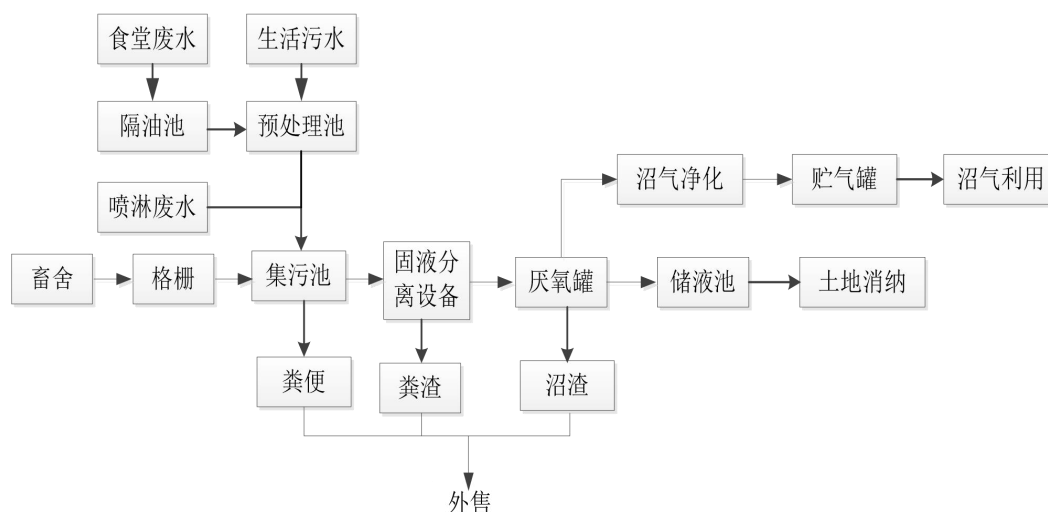 食堂废水
生活污水
隔油池
预处理池
沼气净化
贮气罐
沼气利用
喷淋废水
畜舍
格栅
集污池
固液分
离设备
厌氧罐
储液池
土地消纳
粪便
粪渣
沼渣
外售